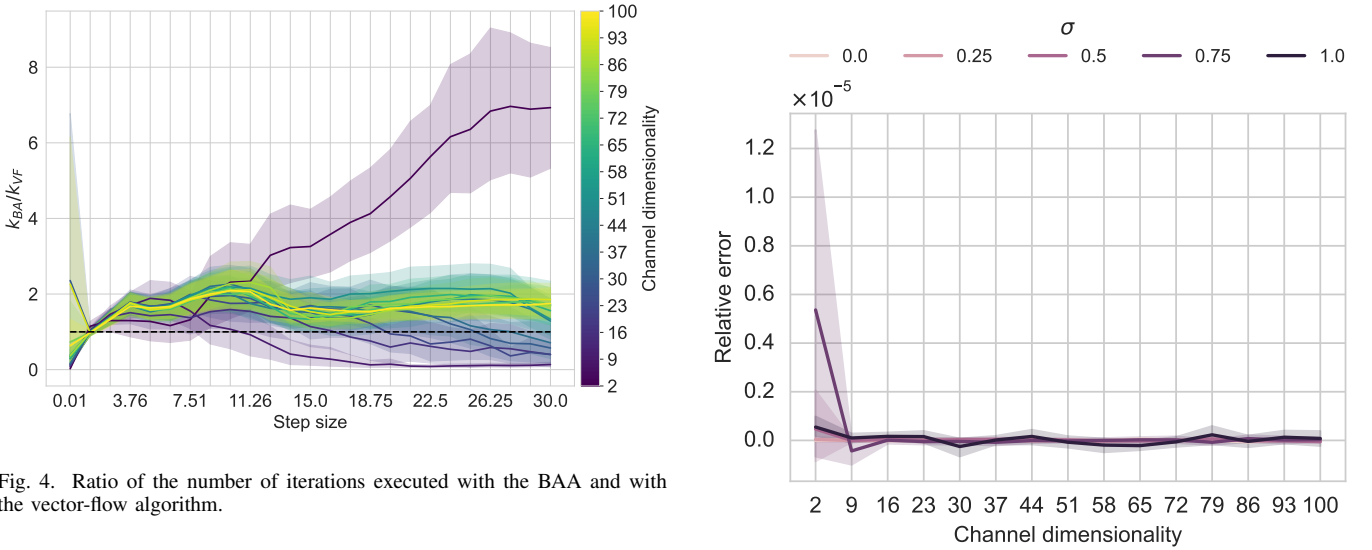 8
6
4
2
0
k_BA/k_VF
0.01 3.76 7.51 11.26 15.0 18.75 22.5 26.25 30.0
Step size
100
93
86
79
72
65
58
51
44
37
30
23
16
9
2
Channel dimensionality
Fig. 4. Ratio of the number of iterations executed with the BAA and with
the vector-flow algorithm.
σ
0.0 0.25 0.5 0.75 1.0
×10⁻⁵
1.2
1.0
0.8
0.6
0.4
0.2
0.0
Relative error
2 9 16 23 30 37 44 51 58 65 72 79 86 93 100
Channel dimensionality